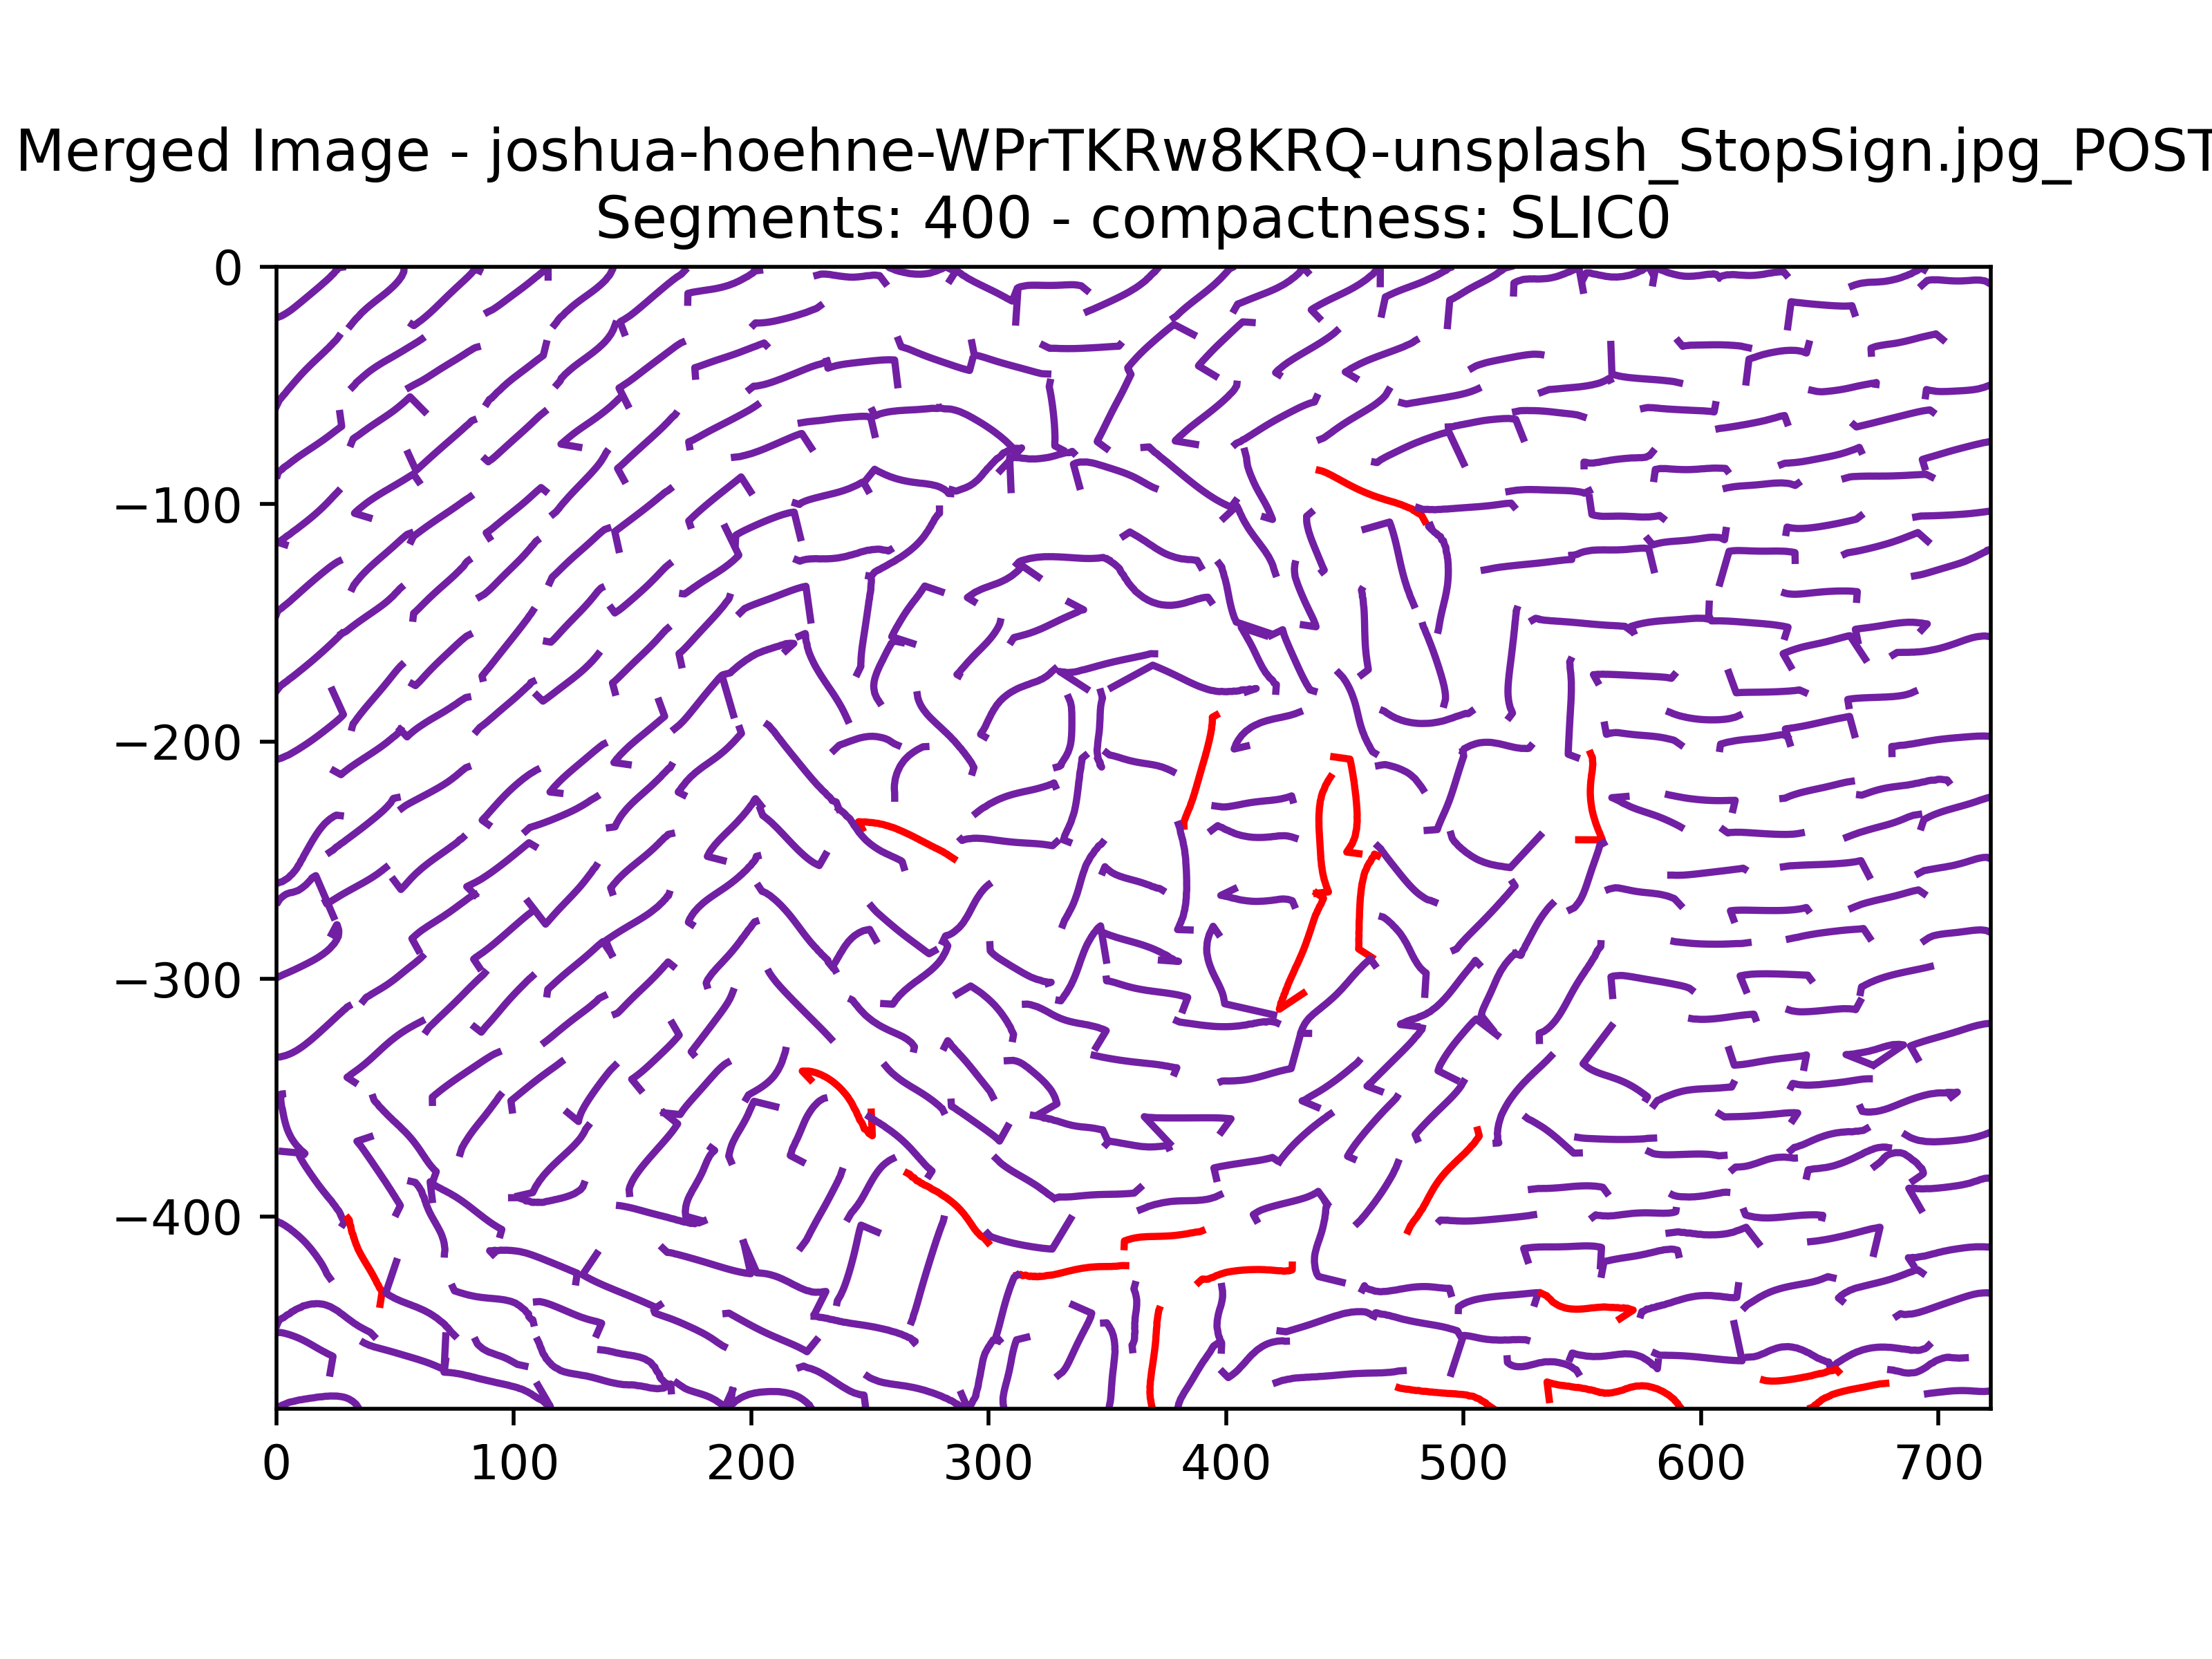 Merged Image - joshua-hoehne-WPrTKRw8KRQ-unsplash_StopSign.jpg_POST
Segments: 400 - compactness: SLIC0
0
−100
−200
−300
−400
0 100 200 300 400 500 600 700